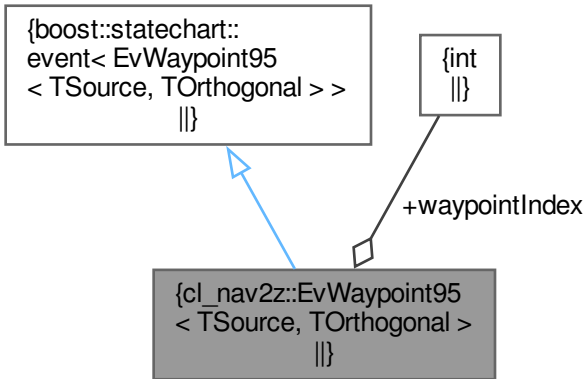 {boost::statechart::
event< EvWaypoint95
< TSource, TOrthogonal > >
||}
{int
||}
+waypointIndex
{cl_nav2z::EvWaypoint95
< TSource, TOrthogonal >
||}